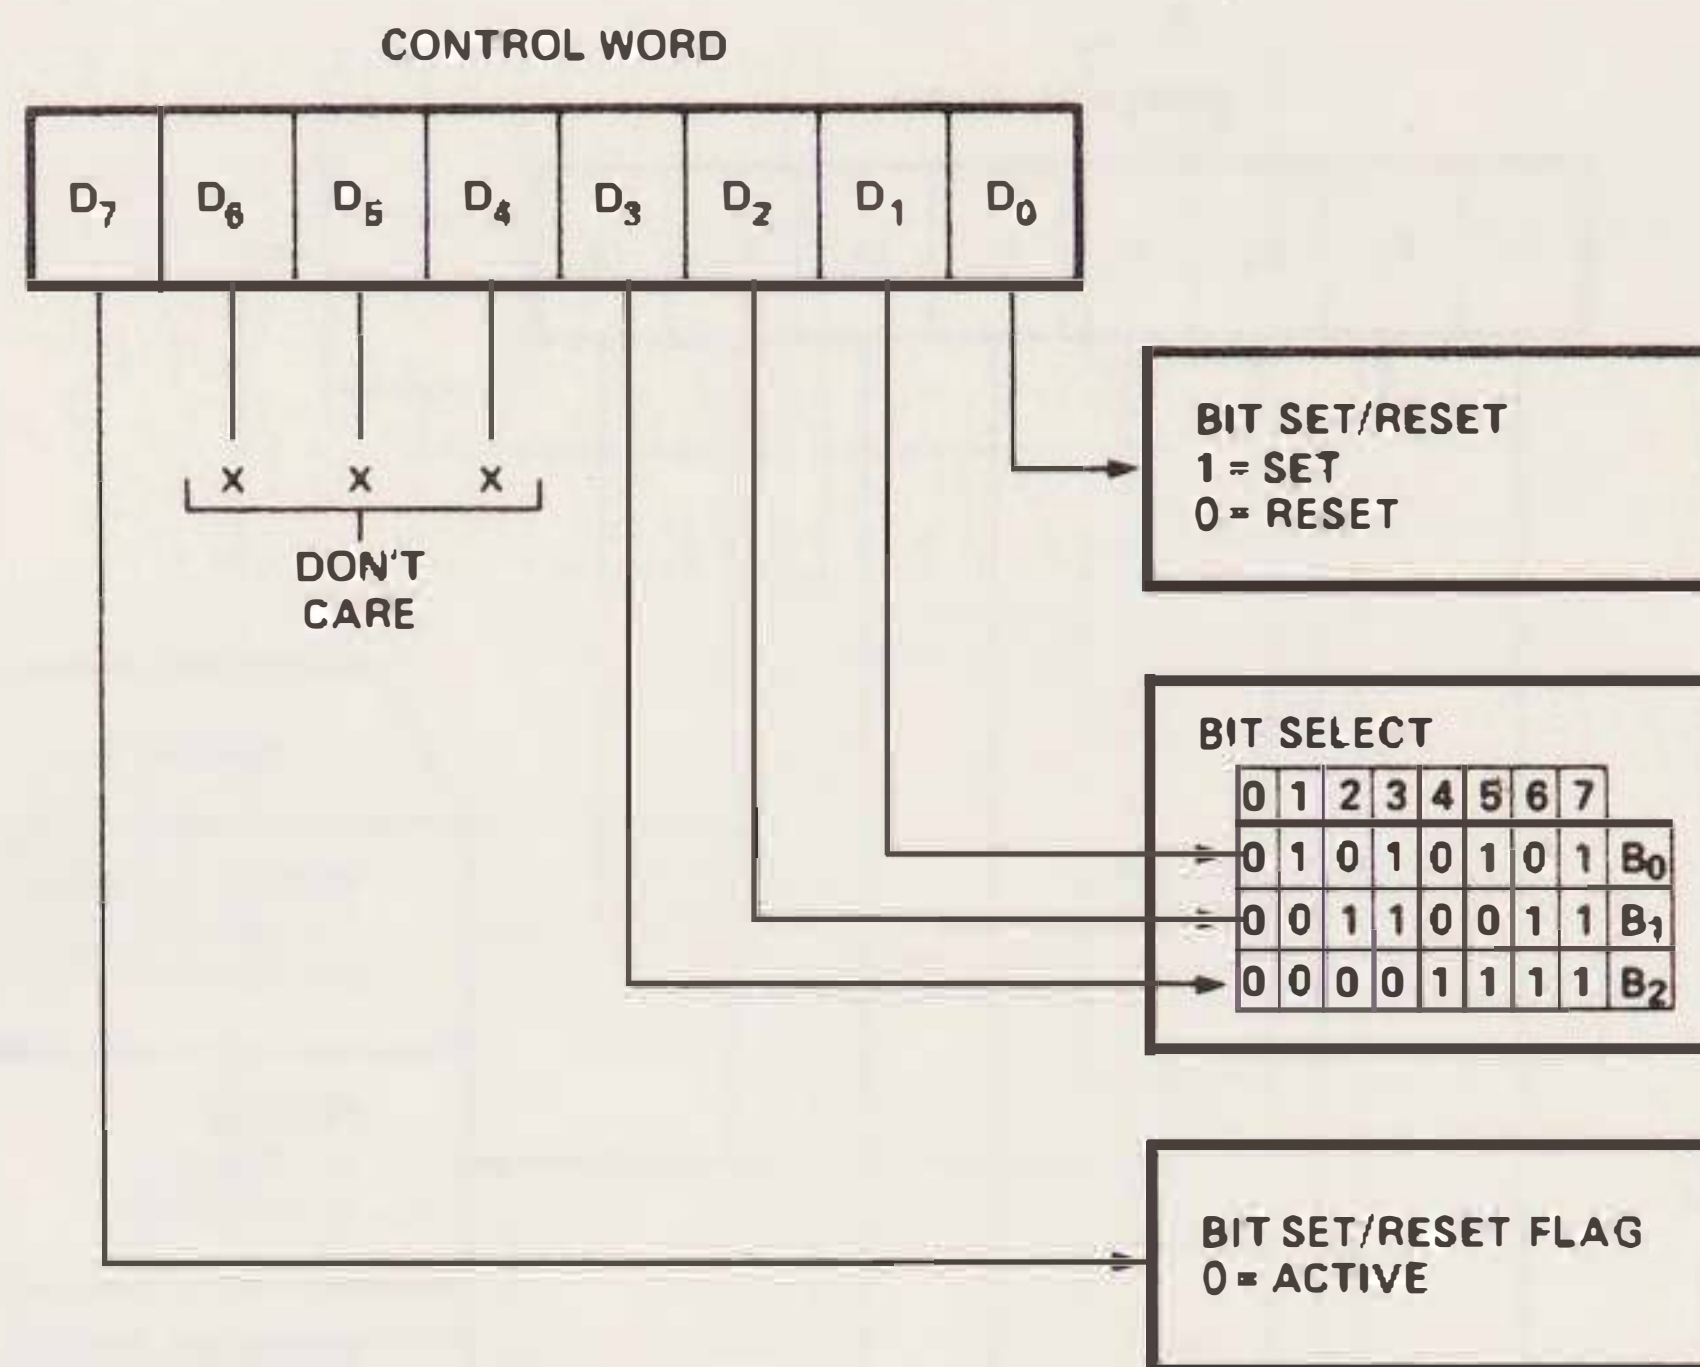 CONTROL WORD
D7 D6 D5 D4 D3 D2 D1 D0
X X X
DON'T
CARE
BIT SET/RESET
1 = SET
0 = RESET
BIT SELECT
0 1 2 3 4 5 6 7
0 1 0 1 0 1 0 1 B0
0 0 1 1 0 0 1 1 B1
0 0 0 0 1 1 1 1 B2
BIT SET/RESET FLAG
0 = ACTIVE